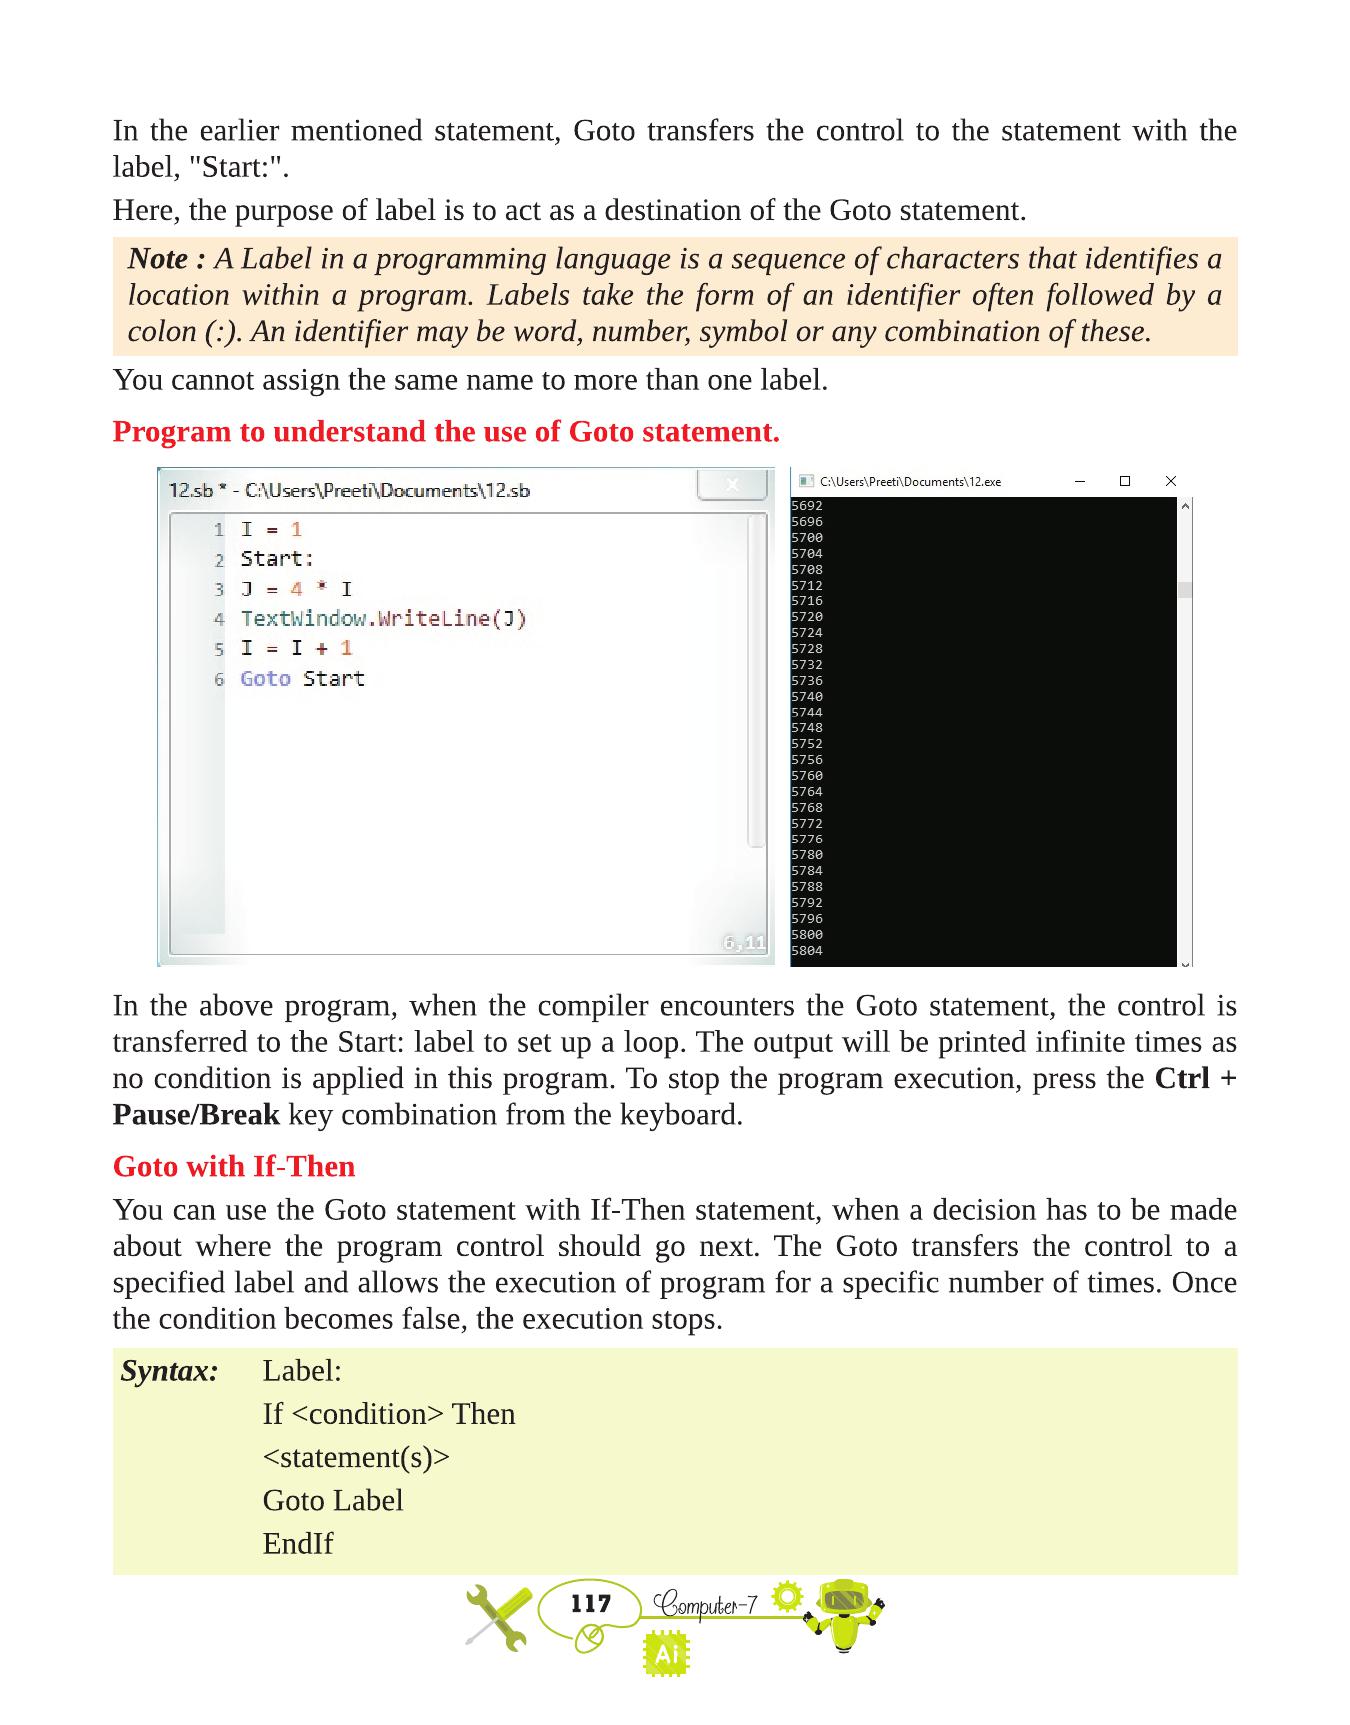 In the earlier mentioned statement, Goto transfers the control to the statement with the
label, "Start:".
Here, the purpose of label is to act as a destination of the Goto statement.
Note : A Label in a programming language is a sequence of characters that identifies a
location within a program. Labels take the form of an identifier often followed by a
colon (:). An identifier may be word, number, symbol or any combination of these.
You cannot assign the same name to more than one label.
Program to understand the use of Goto statement.
12.sb * - C:\Users\Preeti\Documents\12.sb
1 I = 1
2 Start:
3 J = 4 * I
4 TextWindow.WriteLine(J)
5 I = I + 1
6 Goto Start
6,11
C:\Users\Preeti\Documents\12.exe
5692
5696
5700
5704
5708
5712
5716
5720
5724
5728
5732
5736
5740
5744
5748
5752
5756
5760
5764
5768
5772
5776
5780
5784
5788
5792
5796
5800
5804
In the above program, when the compiler encounters the Goto statement, the control is
transferred to the Start: label to set up a loop. The output will be printed infinite times as
no condition is applied in this program. To stop the program execution, press the Ctrl +
Pause/Break key combination from the keyboard.
Goto with If-Then
You can use the Goto statement with If-Then statement, when a decision has to be made
about where the program control should go next. The Goto transfers the control to a
specified label and allows the execution of program for a specific number of times. Once
the condition becomes false, the execution stops.
Syntax: Label:
If <condition> Then
<statement(s)>
Goto Label
EndIf
117 Computer-7
Ai